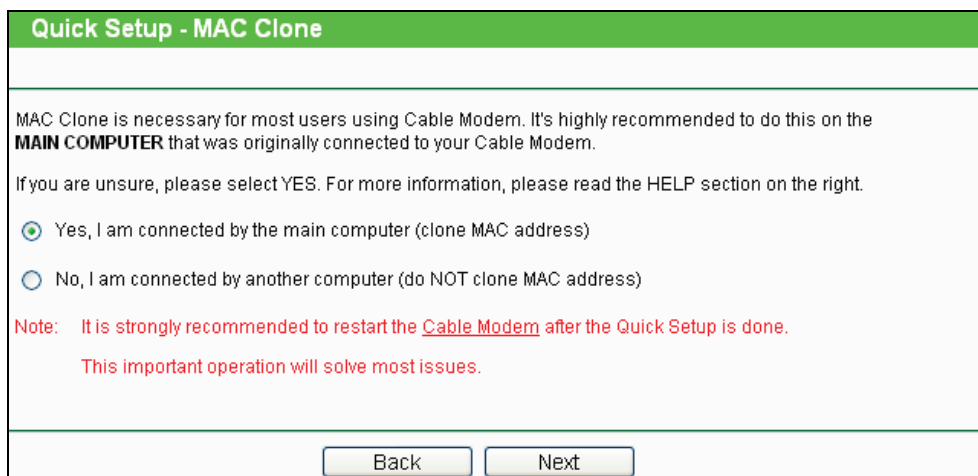 Quick Setup - MAC Clone
MAC Clone is necessary for most users using Cable Modem. It's highly recommended to do this on the
MAIN COMPUTER that was originally connected to your Cable Modem.
If you are unsure, please select YES. For more information, please read the HELP section on the right.
Yes, I am connected by the main computer (clone MAC address)
No, I am connected by another computer (do NOT clone MAC address)
Note: It is strongly recommended to restart the Cable Modem after the Quick Setup is done.
This important operation will solve most issues.
Back Next